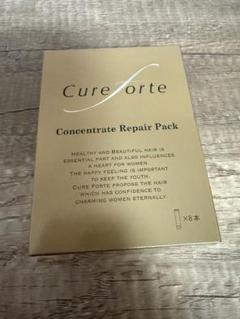 Cure Forte
Concentrate Repair Pack
HEALTHY AND BEAUTIFUL HAIR IS
ESSENTIAL PART AND ALSO INFLUENCES
A HEART FOR WOMEN.
THE HAPPY FEELING IS IMPORTANT
TO KEEP THE YOUTH.
CURE FORTE PROPOSE THE HAIR
WHICH HAS CONFIDENCE TO
CHARMING WOMEN ETERNALLY.
×8本